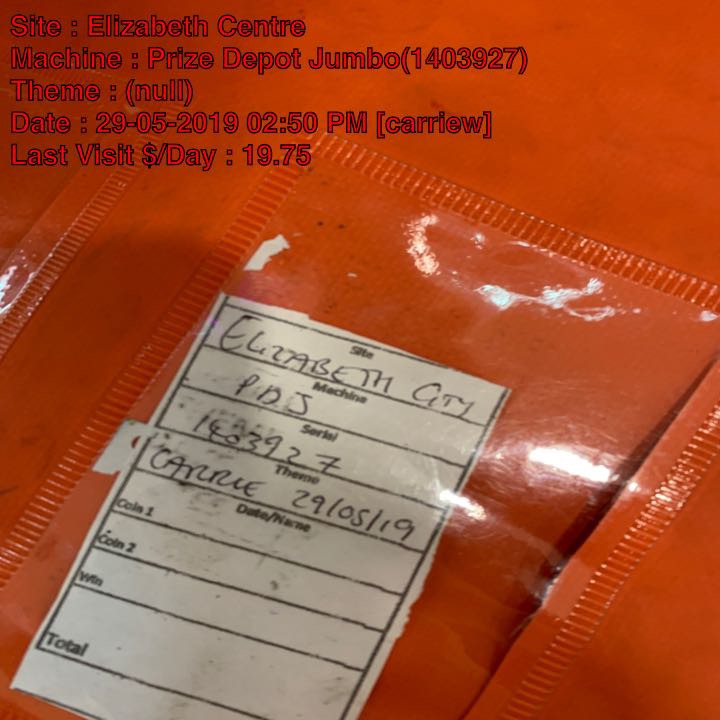 Site : Elizabeth Centre
Machine : Prize Depot Jumbo(1403927)
Theme : (null)
Date : 29-05-2019 02:50 PM [carriew]
Last Visit $/Day : 19.75
Site
ELIZABETH CITY
Machine
PDJ
Serial
1403927
Theme
CARRIE 29/05/19
Date/Name
Coin 1
Coin 2
Win
Total